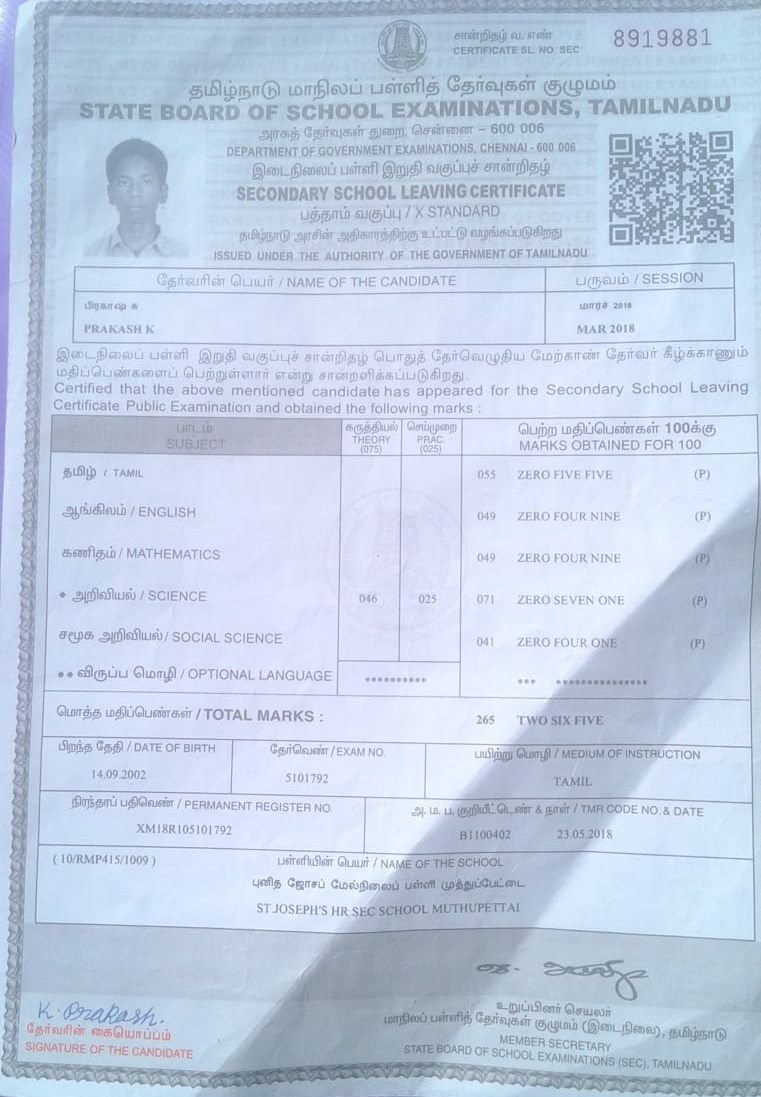 சான்றிதழ் வ. எண்
CERTIFICATE SL. NO. SEC 8919881
தமிழ்நாடு மாநிலப் பள்ளித் தேர்வுகள் குழுமம்
STATE BOARD OF SCHOOL EXAMINATIONS, TAMILNADU
அரசுத் தேர்வுகள் துறை, சென்னை – 600 006
DEPARTMENT OF GOVERNMENT EXAMINATIONS, CHENNAI - 600 006
இடைநிலைப் பள்ளி இறுதி வகுப்புச் சான்றிதழ்
SECONDARY SCHOOL LEAVING CERTIFICATE
பத்தாம் வகுப்பு / X STANDARD
தமிழ்நாடு அரசின் அதிகாரத்திற்கு உட்பட்டு வழங்கப்படுகிறது
ISSUED UNDER THE AUTHORITY OF THE GOVERNMENT OF TAMILNADU
தேர்வரின் பெயர் / NAME OF THE CANDIDATE பருவம் / SESSION
பிரகாஷ் க மார்ச் 2018
PRAKASH K MAR 2018
இடைநிலைப் பள்ளி இறுதி வகுப்புச் சான்றிதழ் பொதுத் தேர்வெழுதிய மேற்காண் தேர்வர் கீழ்க்காணும்
மதிப்பெண்களைப் பெற்றுள்ளார் என்று சான்றளிக்கப்படுகிறது.
Certified that the above mentioned candidate has appeared for the Secondary School Leaving
Certificate Public Examination and obtained the following marks :
பாடம் கருத்தியல் செய்முறை பெற்ற மதிப்பெண்கள் 100க்கு
SUBJECT THEORY PRAC. MARKS OBTAINED FOR 100
(075) (025)
தமிழ் / TAMIL 055 ZERO FIVE FIVE (P)
ஆங்கிலம் / ENGLISH 049 ZERO FOUR NINE (P)
கணிதம் / MATHEMATICS 049 ZERO FOUR NINE (P)
* அறிவியல் / SCIENCE 046 025 071 ZERO SEVEN ONE (P)
சமூக அறிவியல் / SOCIAL SCIENCE 041 ZERO FOUR ONE (P)
** விருப்ப மொழி / OPTIONAL LANGUAGE ********** *** ***************
மொத்த மதிப்பெண்கள் / TOTAL MARKS : 265 TWO SIX FIVE
பிறந்த தேதி / DATE OF BIRTH தேர்வெண் / EXAM NO. பயிற்று மொழி / MEDIUM OF INSTRUCTION
14.09.2002 5101792 TAMIL
நிரந்தரப் பதிவெண் / PERMANENT REGISTER NO. அ. ம. ப. குறியீட்டெண் & நாள் / TMR CODE NO. & DATE
XM18R105101792 B1100402 23.05.2018
( 10/RMP415/1009 ) பள்ளியின் பெயர் / NAME OF THE SCHOOL
புனித ஜோசப் மேல்நிலைப் பள்ளி முத்துப்பேட்டை
ST.JOSEPH'S HR.SEC SCHOOL MUTHUPETTAI
K. Prakash.
தேர்வரின் கையொப்பம்
SIGNATURE OF THE CANDIDATE
உறுப்பினர் செயலர்
மாநிலப் பள்ளித் தேர்வுகள் குழுமம் (இடைநிலை), தமிழ்நாடு
MEMBER SECRETARY
STATE BOARD OF SCHOOL EXAMINATIONS (SEC), TAMILNADU